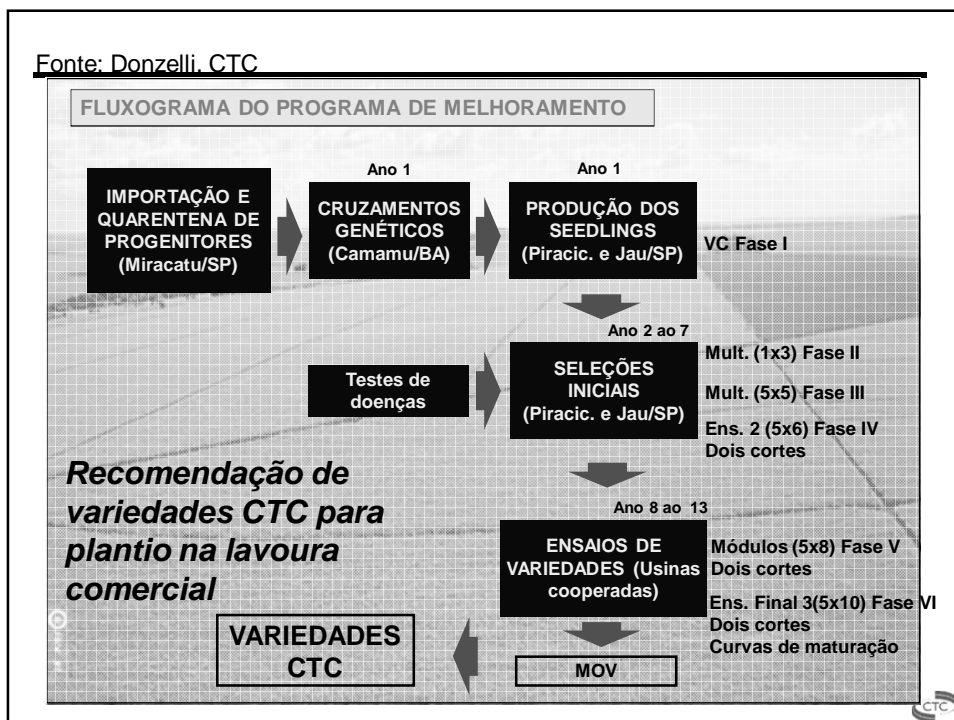 Fonte: Donzelli. CTC
FLUXOGRAMA DO PROGRAMA DE MELHORAMENTO
IMPORTAÇÃO E
QUARENTENA DE
PROGENITORES
(Miracatu/SP)
Ano 1
CRUZAMENTOS
GENÉTICOS
(Camamu/BA)
Ano 1
PRODUÇÃO DOS
SEEDLINGS
(Piracic. e Jau/SP)
VC Fase I
Ano 2 ao 7
Testes de
doenças
SELEÇÕES
INICIAIS
(Piracic. e Jau/SP)
Mult. (1x3) Fase II
Mult. (5x5) Fase III
Ens. 2 (5x6) Fase IV
Dois cortes
Recomendação de
variedades CTC para
plantio na lavoura
comercial
Ano 8 ao 13
ENSAIOS DE
VARIEDADES (Usinas
cooperadas)
Módulos (5x8) Fase V
Dois cortes
Ens. Final 3(5x10) Fase VI
Dois cortes
Curvas de maturação
VARIEDADES
CTC
MOV
CTC